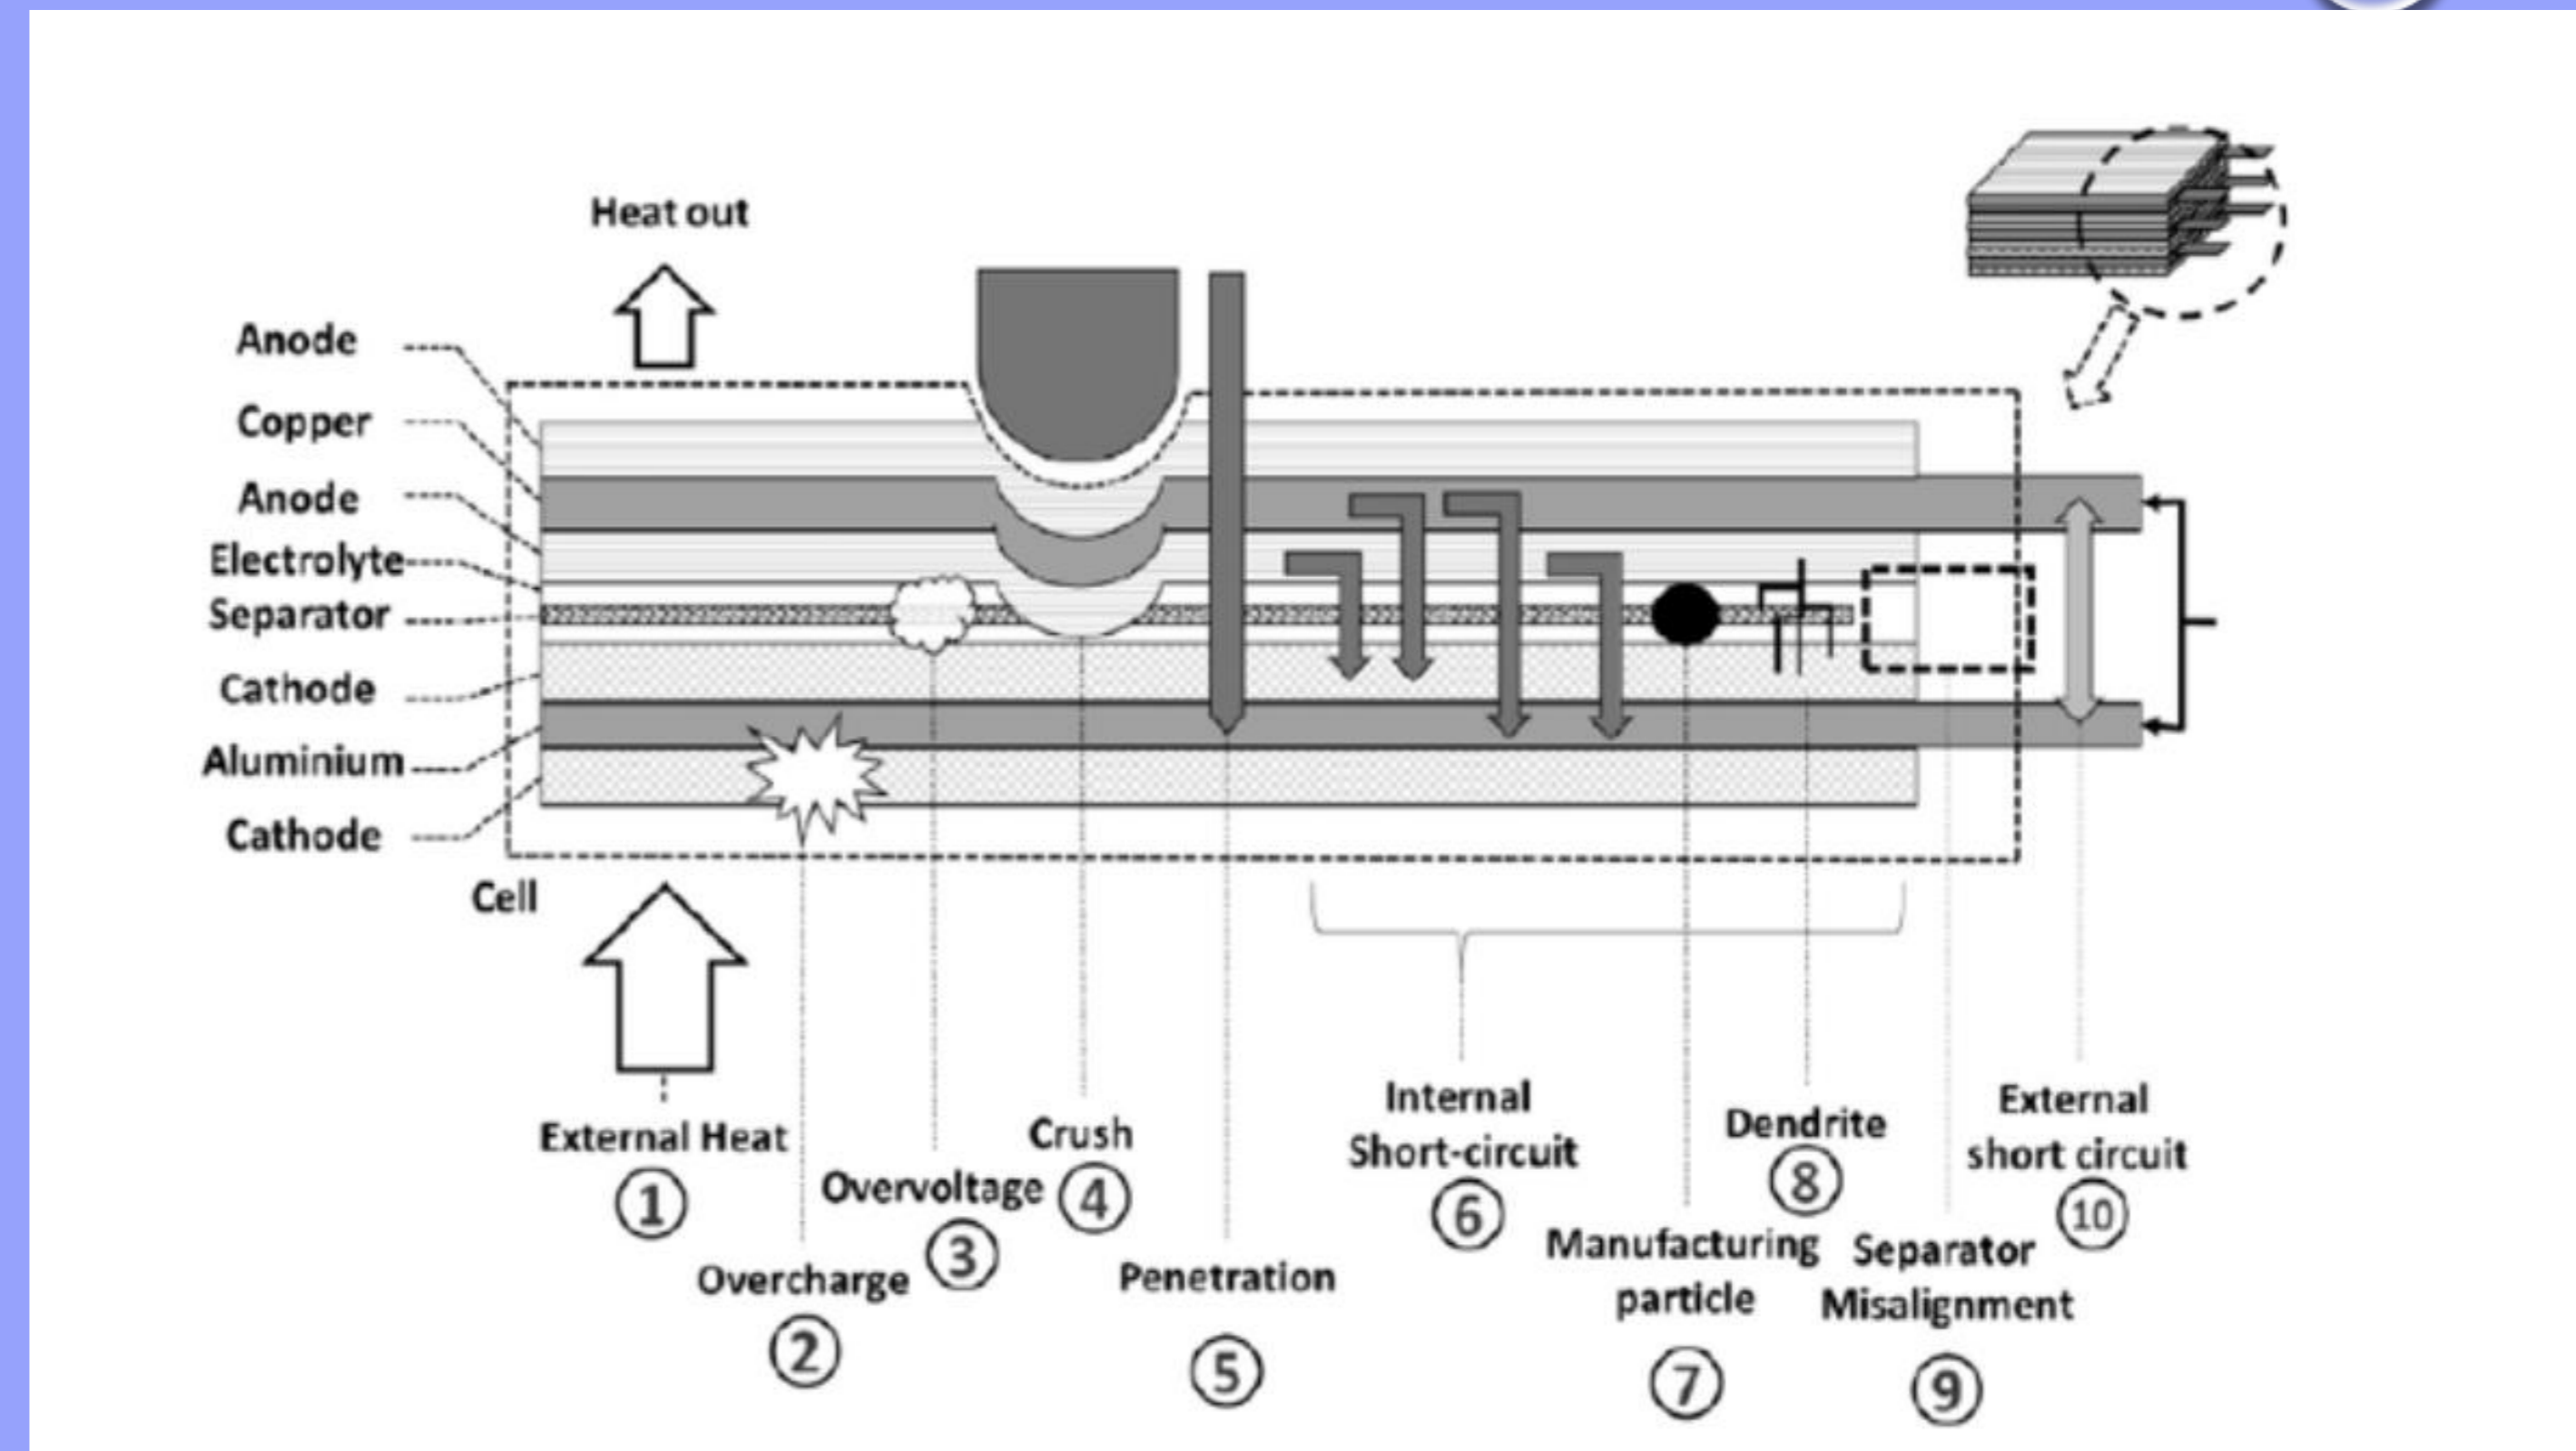 Heat out
Anode
Copper
Anode
Electrolyte
Separator
Cathode
Aluminium
Cathode
Cell
External Heat
1
Overcharge
2
Overvoltage
3
Crush
4
Penetration
5
Internal
Short-circuit
6
Manufacturing
particle
7
Dendrite
8
Separator
Misalignment
9
External
short circuit
10